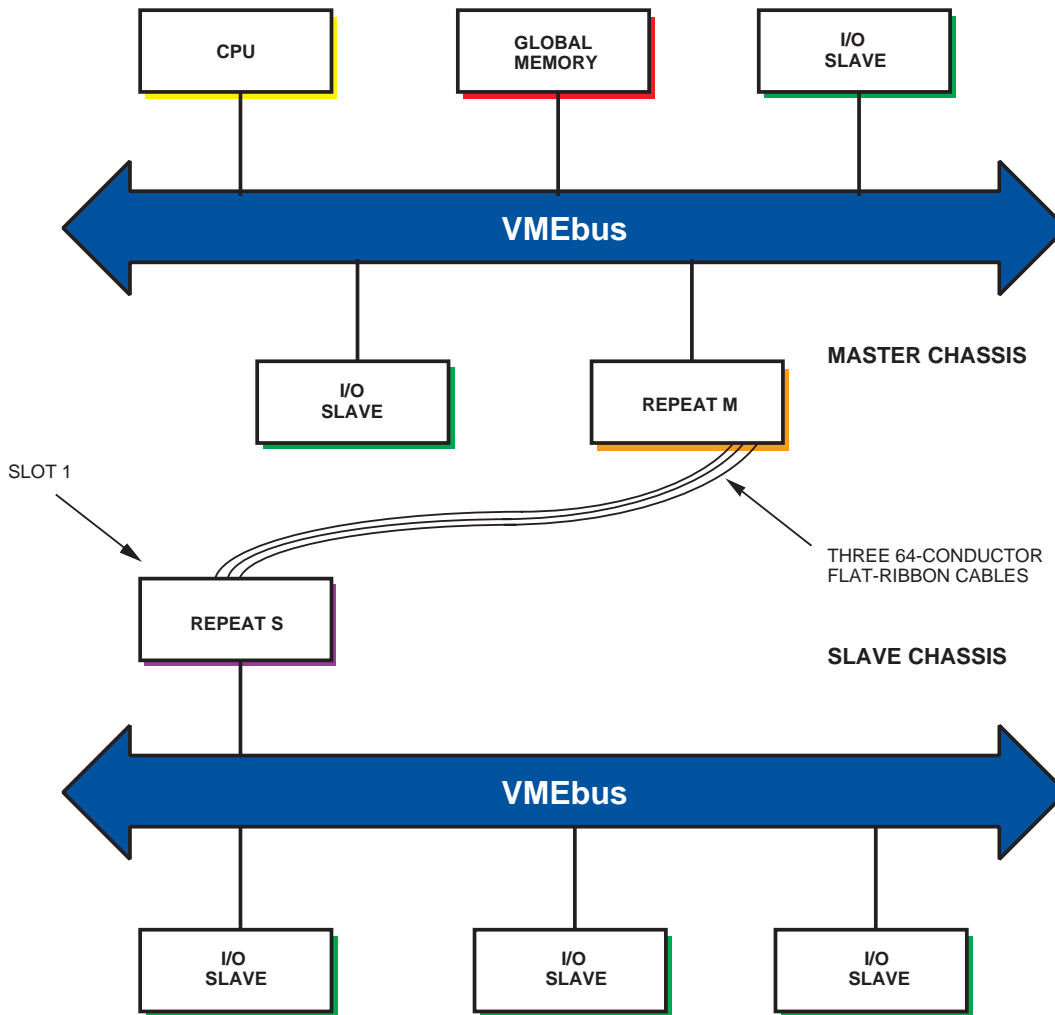 CPU
GLOBAL
MEMORY
I/O
SLAVE
VMEbus
MASTER CHASSIS
I/O
SLAVE
REPEAT M
SLOT 1
THREE 64-CONDUCTOR
FLAT-RIBBON CABLES
REPEAT S
SLAVE CHASSIS
VMEbus
I/O
SLAVE
I/O
SLAVE
I/O
SLAVE